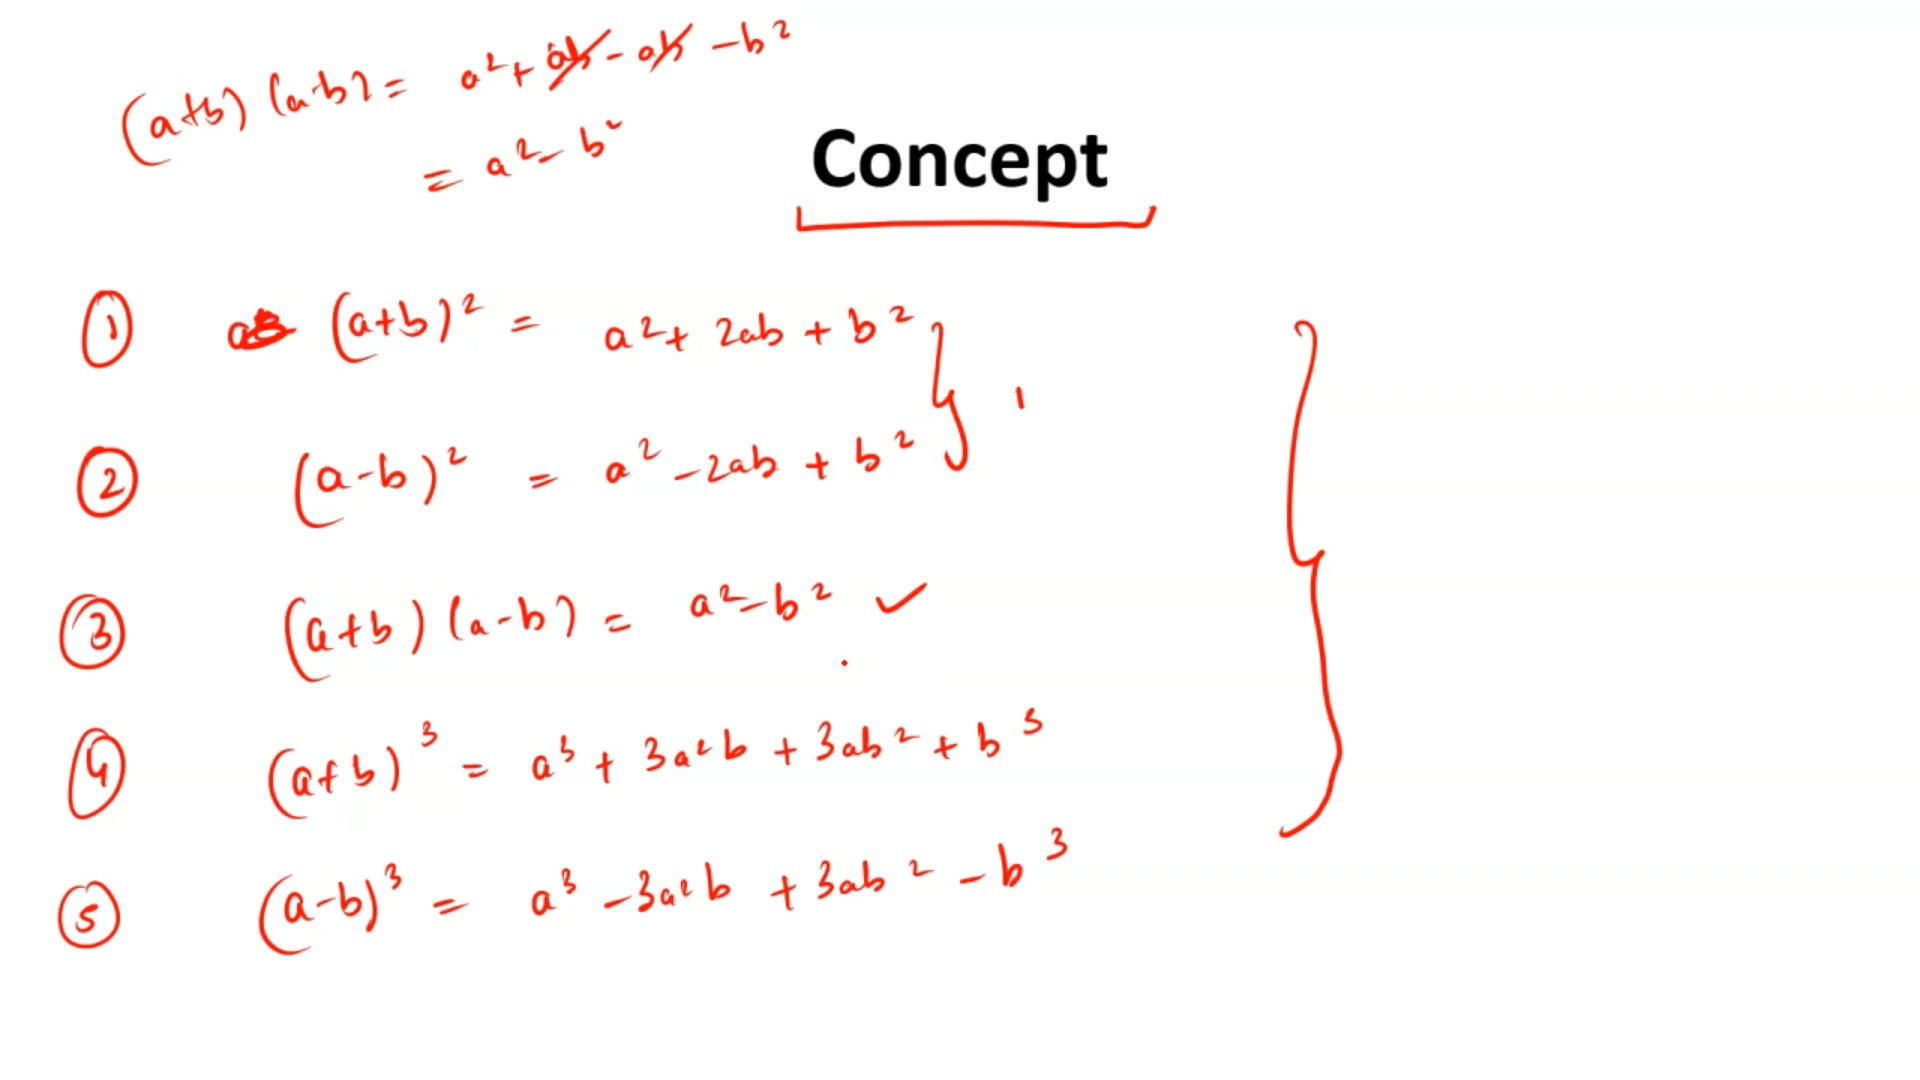 (a+b) (a-b) = a² + ab - ab - b²
= a² - b²
Concept
① (a+b)² = a² + 2ab + b²
② (a-b)² = a² - 2ab + b²
③ (a+b) (a-b) = a² - b² ✓
④ (a+b)³ = a³ + 3a²b + 3ab² + b³
⑤ (a-b)³ = a³ - 3a²b + 3ab² - b³